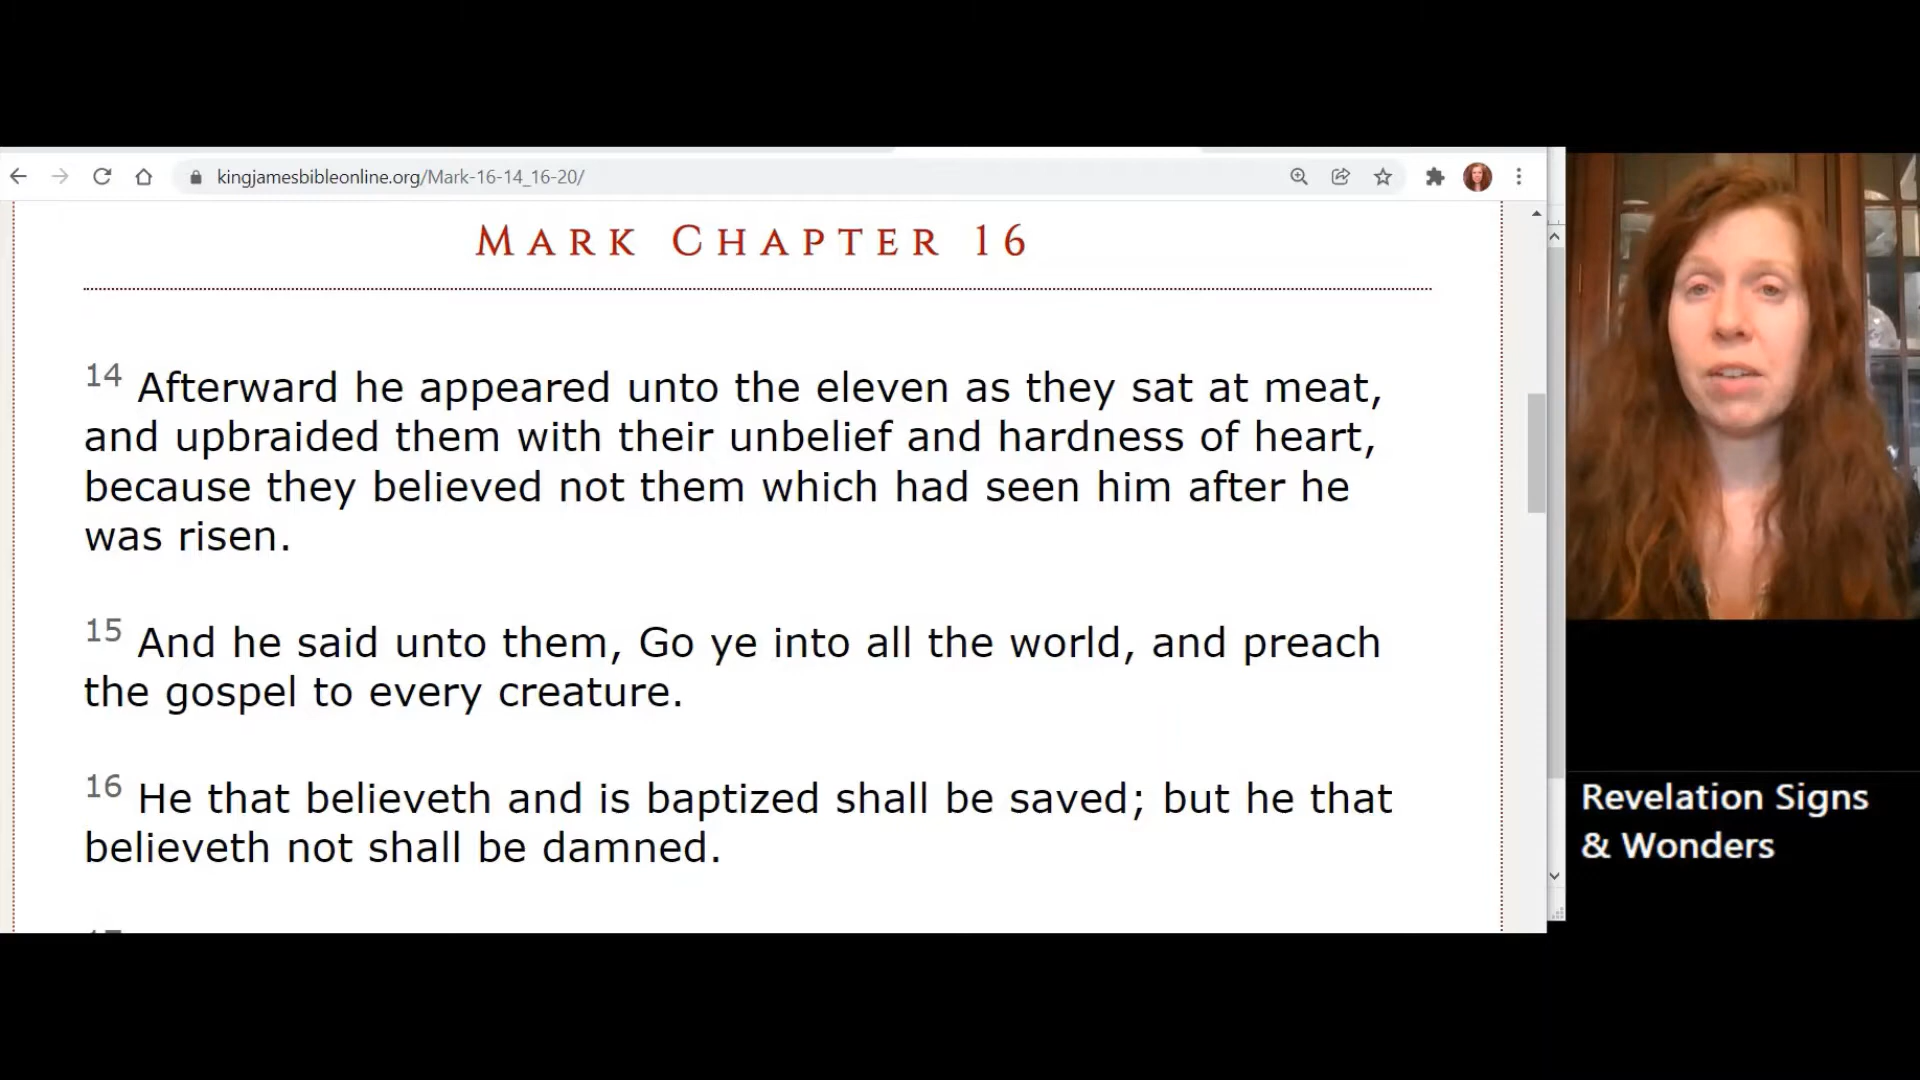 kingjamesbibleonline.org/Mark-16-14_16-20/
MARK CHAPTER 16
14 Afterward he appeared unto the eleven as they sat at meat,
and upbraided them with their unbelief and hardness of heart,
because they believed not them which had seen him after he
was risen.
15 And he said unto them, Go ye into all the world, and preach
the gospel to every creature.
16 He that believeth and is baptized shall be saved; but he that
believeth not shall be damned.
Revelation Signs
& Wonders